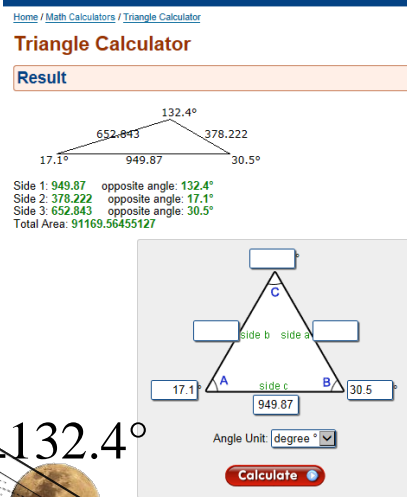 Home / Math Calculators / Triangle Calculator
Triangle Calculator
Result
132.4º
652.843
378.222
17.1º
949.87
30.5º
Side 1: 949.87 opposite angle: 132.4°
Side 2: 378.222 opposite angle: 17.1°
Side 3: 652.843 opposite angle: 30.5°
Total Area: 91169.56455127
°
C
side b side a
17.1 ° A side c B 30.5 °
949.87
Angle Unit: degree °
Calculate
132.4°